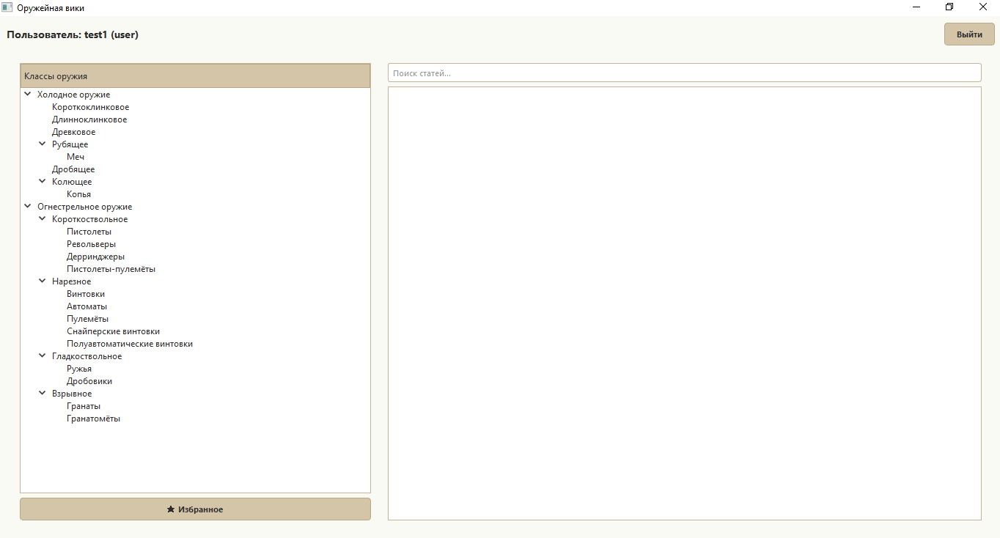 Оружейная вики
Пользователь: test1 (user)
Выйти
Классы оружия
Холодное оружие
Короткоклинковое
Длинноклинковое
Древковое
Рубящее
Меч
Дробящее
Колющее
Копья
Огнестрельное оружие
Короткоствольное
Пистолеты
Револьверы
Дерринджеры
Пистолеты-пулемёты
Нарезное
Винтовки
Автоматы
Пулемёты
Снайперские винтовки
Полуавтоматические винтовки
Гладкоствольное
Ружья
Дробовики
Взрывное
Гранаты
Гранатомёты
★ Избранное
Поиск статей...